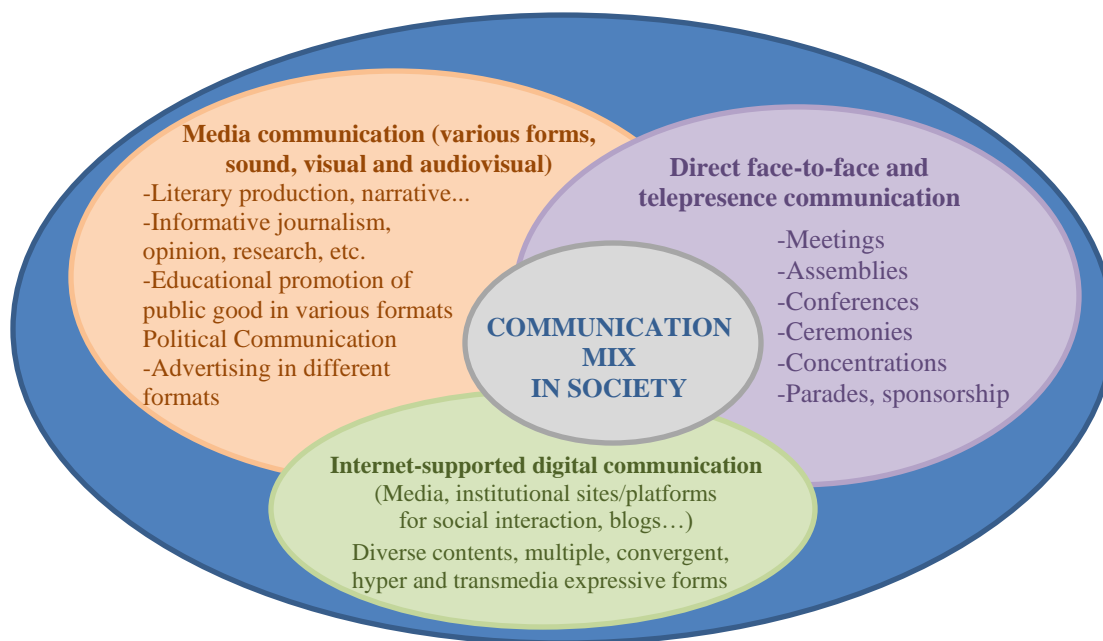 Media communication (various forms,
sound, visual and audiovisual)
-Literary production, narrative...
-Informative journalism,
opinion, research, etc.
-Educational promotion of
public good in various formats
Political Communication
-Advertising in different
formats
Direct face-to-face and
telepresence communication
-Meetings
-Assemblies
-Conferences
-Ceremonies
-Concentrations
-Parades, sponsorship
COMMUNICATION
MIX
IN SOCIETY
Internet-supported digital communication
(Media, institutional sites/platforms
for social interaction, blogs…)
Diverse contents, multiple, convergent,
hyper and transmedia expressive forms